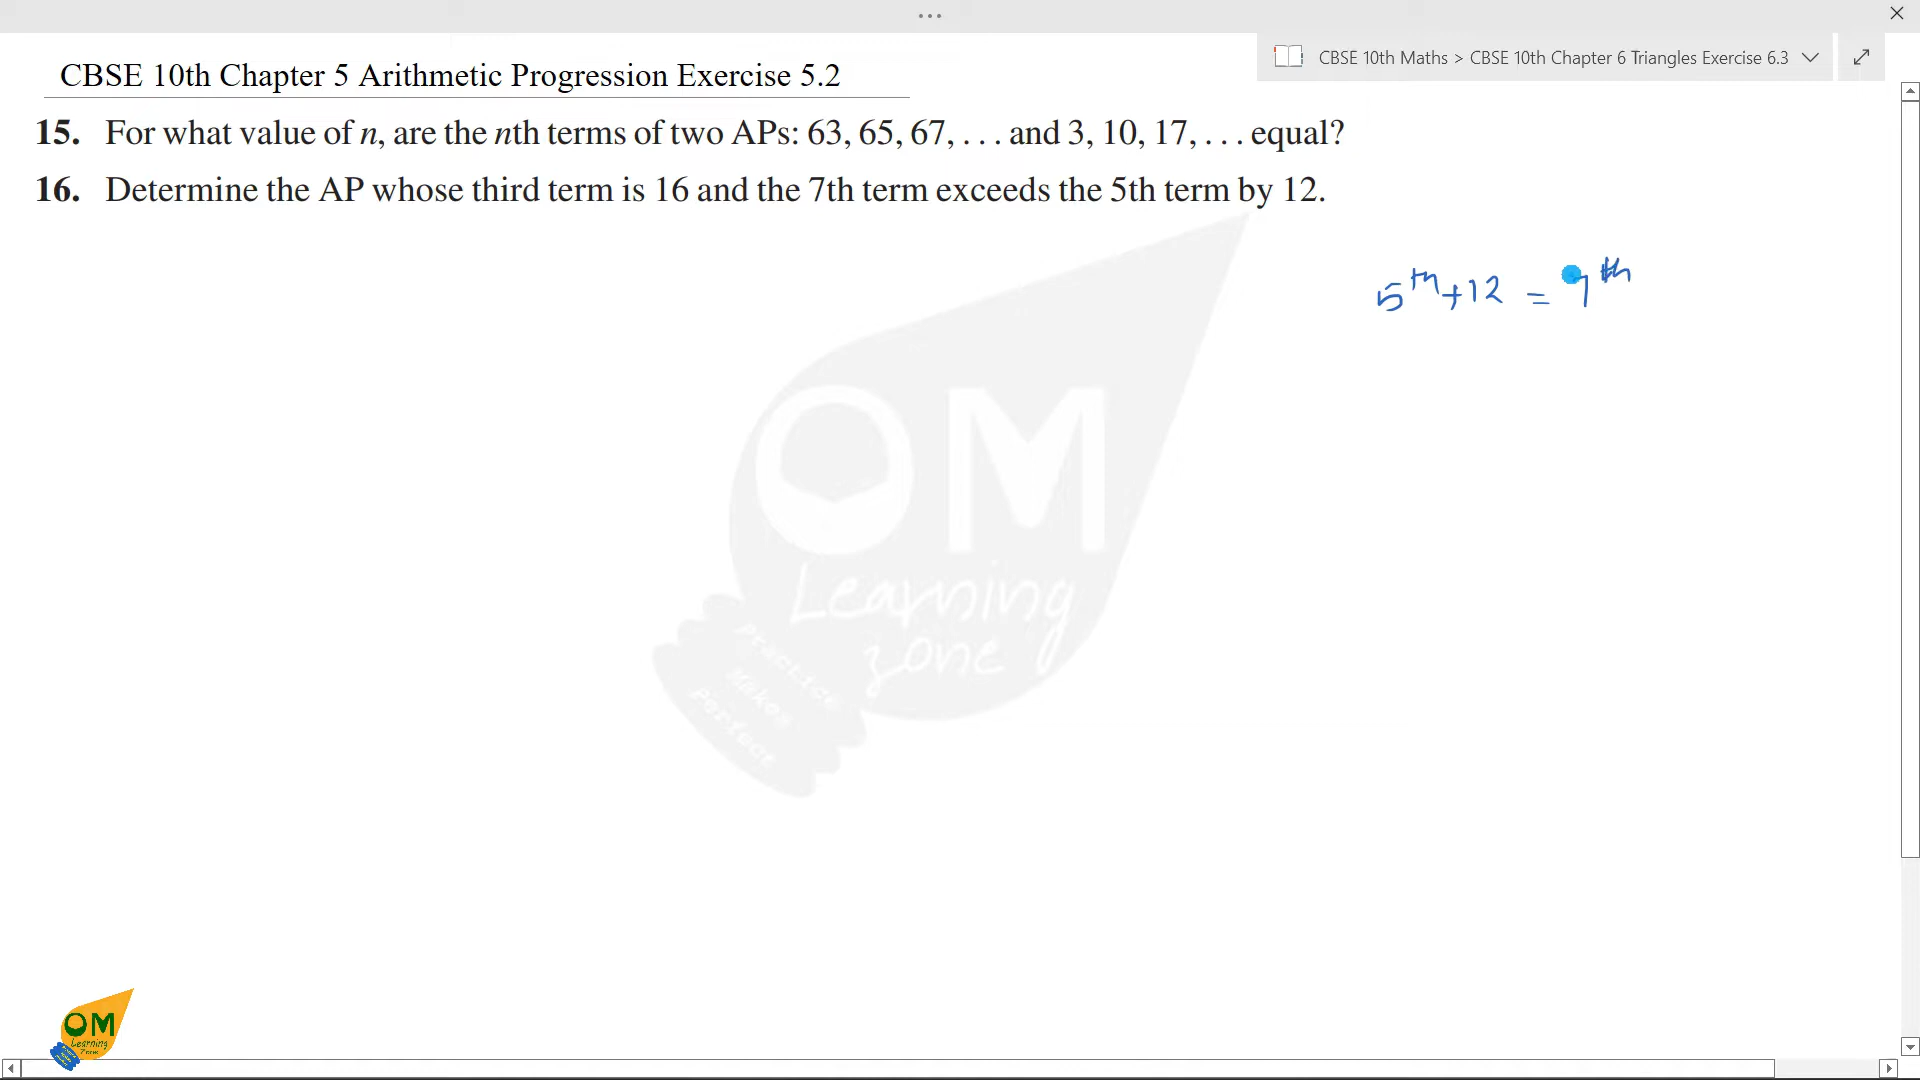 CBSE 10th Maths > CBSE 10th Chapter 6 Triangles Exercise 6.3
CBSE 10th Chapter 5 Arithmetic Progression Exercise 5.2
15. For what value of n, are the nth terms of two APs: 63, 65, 67, . . . and 3, 10, 17, . . . equal?
16. Determine the AP whose third term is 16 and the 7th term exceeds the 5th term by 12.
5th +12 = 7th
OM
Learning
zone
Practice
Makes
Perfect
OM
Learning
Zone